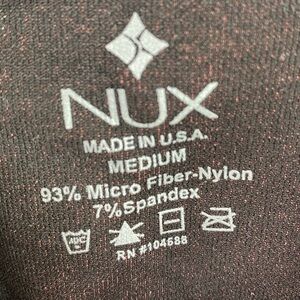 NUX
MADE IN U.S.A.
MEDIUM
93% Micro Fiber-Nylon
7%Spandex
RN #104688